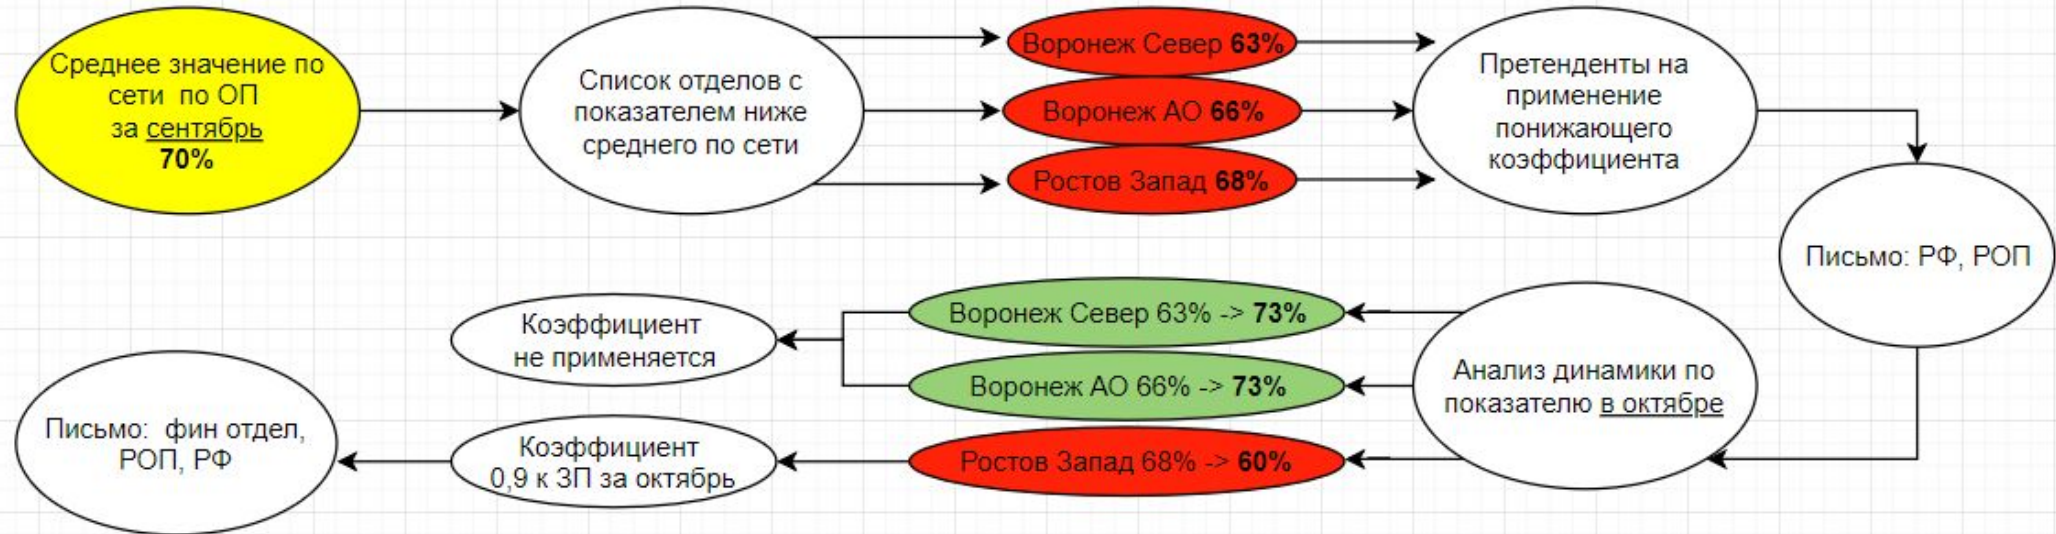 Среднее значение по
сети по ОП
за сентябрь
70%
Список отделов с
показателем ниже
среднего по сети
Воронеж Север 63%
Воронеж АО 66%
Ростов Запад 68%
Претенденты на
применение
понижающего
коэффициента
Письмо: РФ, РОП
Анализ динамики по
показателю в октябре
Воронеж Север 63% -> 73%
Воронеж АО 66% -> 73%
Ростов Запад 68% -> 60%
Коэффициент
не применяется
Коэффициент
0,9 к ЗП за октябрь
Письмо: фин отдел,
РОП, РФ